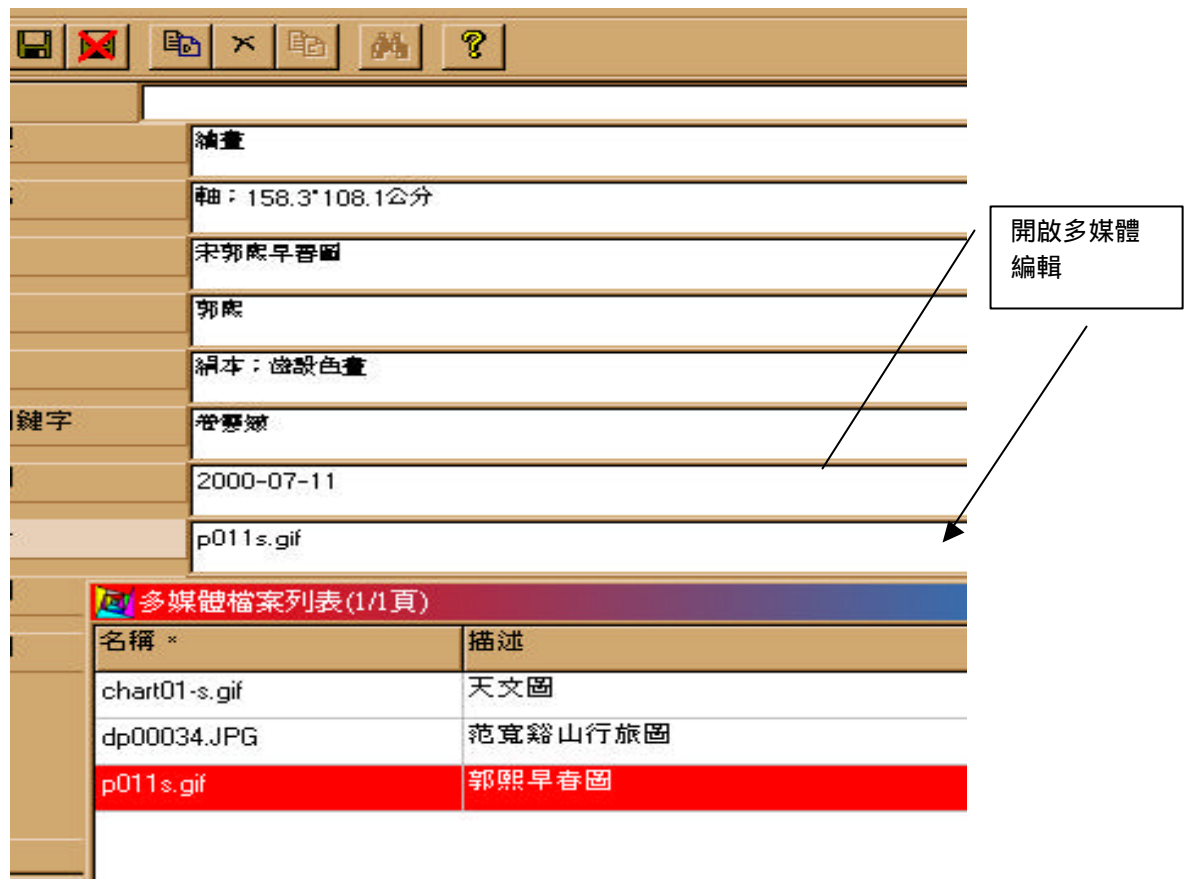 繪畫
軸；158.3*108.1公分
宋郭熙早春圖
郭熙
絹本；淺設色畫
鍵字
2000-07-11
p011s.gif
開啟多媒體
編輯
多媒體檔案列表(1/1頁)
名稱 * 描述
chart01-s.gif 天文圖
dp00034.JPG 范寬谿山行旅圖
p011s.gif 郭熙早春圖